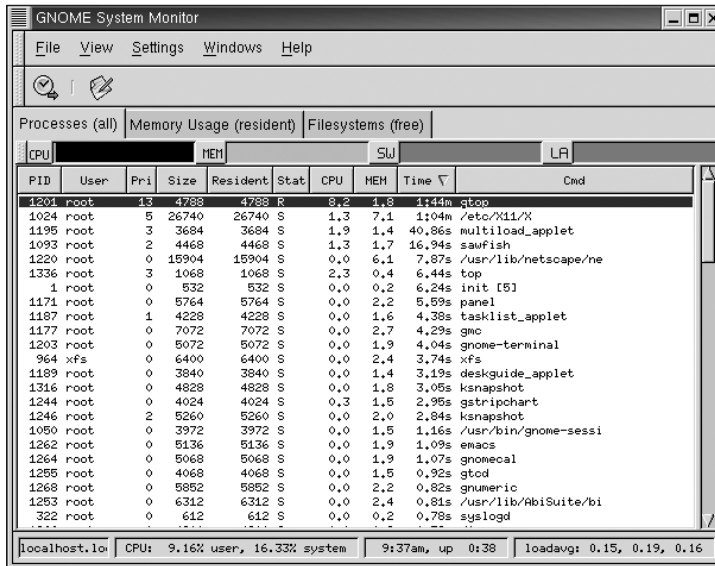 GNOME System Monitor
File View Settings Windows Help
Processes (all) Memory Usage (resident) Filesystems (free)
CPU MEM SW LA
PID User Pri Size Resident Stat CPU MEM Time Cmd
1201 root 13 4788 4788 R 8.2 1.8 1:44m gtop
1024 root 5 26740 26740 S 1.3 7.1 1:04m /etc/X11/X
1195 root 3 3684 3684 S 1.9 1.4 40.86s multiload_applet
1093 root 2 4468 4468 S 1.3 1.7 16.94s sawfish
1220 root 0 15904 15904 S 0.0 6.1 7.87s /usr/lib/netscape/ne
1336 root 3 1068 1068 S 2.3 0.4 6.44s top
1 root 0 532 532 S 0.0 0.2 6.24s init [5]
1171 root 0 5764 5764 S 0.0 2.2 5.59s panel
1187 root 1 4228 4228 S 0.0 1.6 4.38s tasklist_applet
1177 root 0 7072 7072 S 0.0 2.7 4.29s gmc
1203 root 0 5072 5072 S 0.0 1.9 4.04s gnome-terminal
964 xfs 0 6400 6400 S 0.0 2.4 3.74s xfs
1189 root 0 3840 3840 S 0.0 1.4 3.19s deskguide_applet
1316 root 0 4828 4828 S 0.0 1.8 3.05s ksnapshot
1244 root 0 4024 4024 S 0.3 1.5 2.95s gstripchart
1246 root 2 5260 5260 S 0.0 2.0 2.84s ksnapshot
1050 root 0 3972 3972 S 0.0 1.5 1.16s /usr/bin/gnome-sessi
1262 root 0 5136 5136 S 0.0 1.9 1.09s emacs
1264 root 0 5068 5068 S 0.0 1.9 1.07s gnomecal
1255 root 0 4068 4068 S 0.0 1.5 0.92s gtcd
1268 root 0 5852 5852 S 0.0 2.2 0.82s gnumeric
1253 root 0 6312 6312 S 0.0 2.4 0.81s /usr/lib/AbiSuite/bi
322 root 0 612 612 S 0.0 0.2 0.78s syslogd
localhost.lo CPU: 9.16% user, 16.33% system 9:37am, up 0:38 loadavg: 0.15, 0.19, 0.16